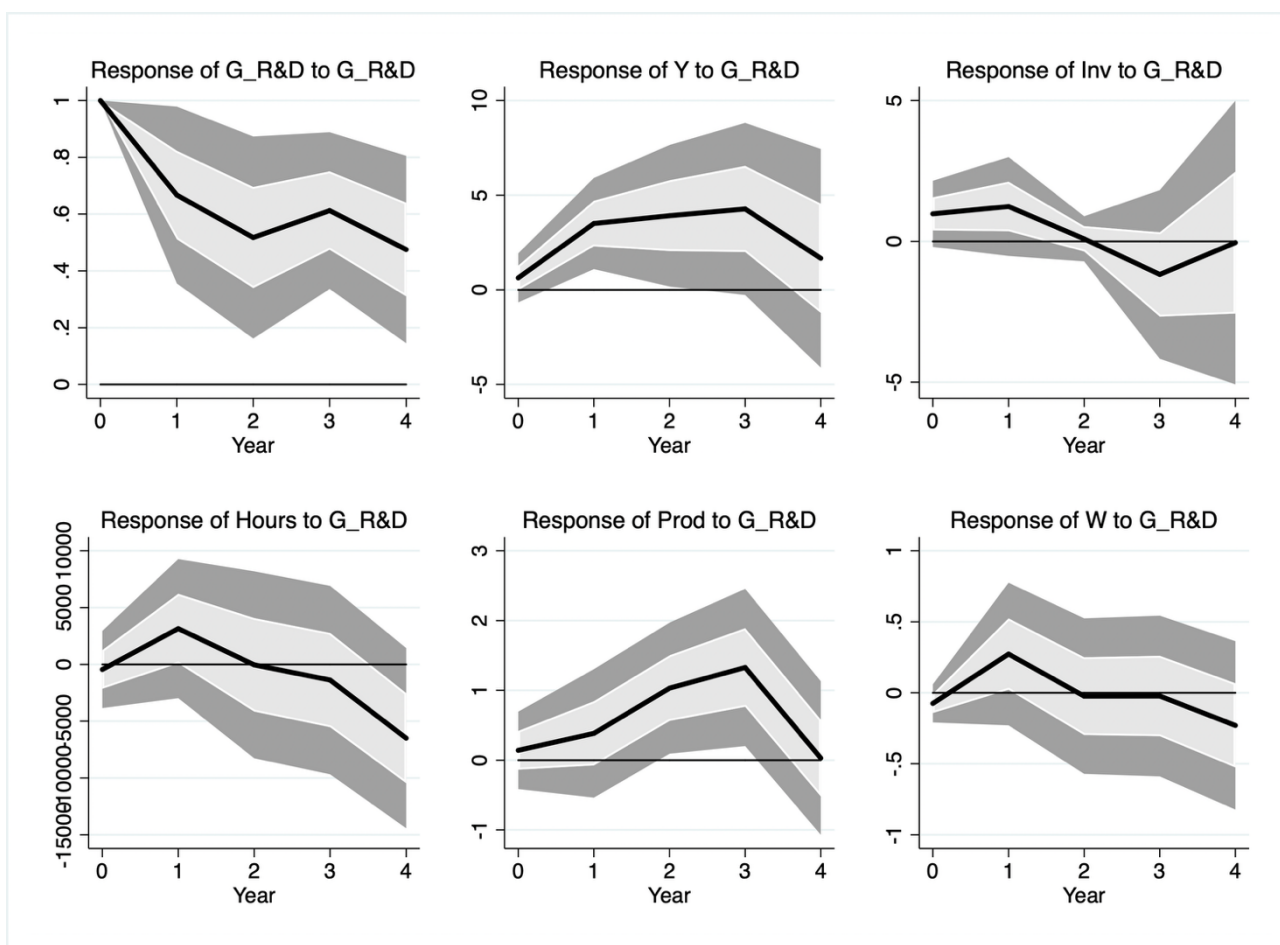 Response of G_R&D to G_R&D
1
.8
.6
.4
.2
0
0 1 2 3 4
Year
Response of Y to G_R&D
10
5
0
-5
0 1 2 3 4
Year
Response of Inv to G_R&D
5
0
-5
0 1 2 3 4
Year
Response of Hours to G_R&D
10000
5000
0
-5000
-10000
-15000
0 1 2 3 4
Year
Response of Prod to G_R&D
3
2
1
0
-1
0 1 2 3 4
Year
Response of W to G_R&D
1
.5
0
-.5
-1
0 1 2 3 4
Year